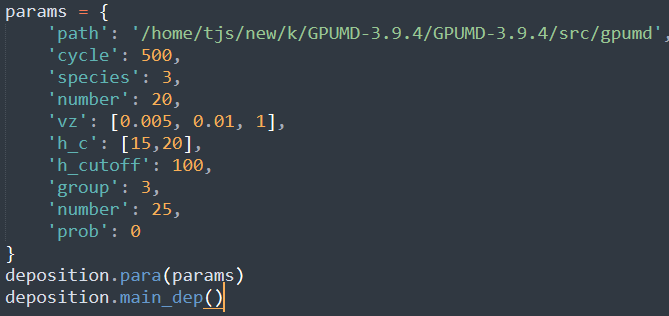 params = {
    'path': '/home/tjs/new/k/GPUMD-3.9.4/GPUMD-3.9.4/src/gpumd',
    'cycle': 500,
    'species': 3,
    'number': 20,
    'vz': [0.005, 0.01, 1],
    'h_c': [15,20],
    'h_cutoff': 100,
    'group': 3,
    'number': 25,
    'prob': 0
}
deposition.para(params)
deposition.main_dep()